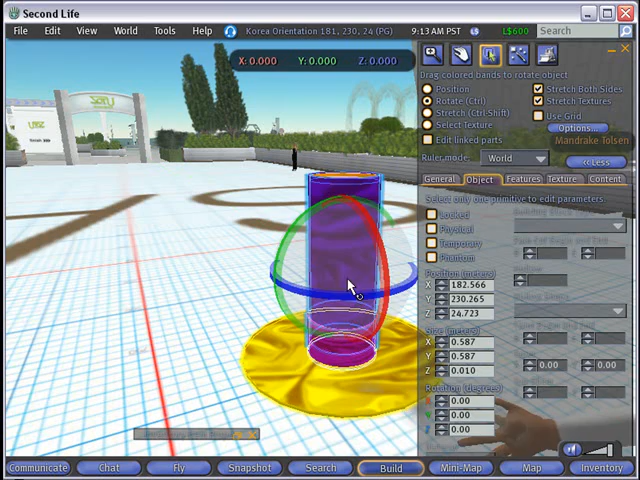 Second Life
File Edit View World Tools Help Korea Orientation 181, 230, 24 (PG) 9:13 AM PST L$ L$600 Search
X: 0.000 Y: 0.000 Z: 0.000
Drag colored bands to rotate object
Position
Rotate (Ctrl)
Stretch (Ctrl-Shift)
Select Texture
Edit linked parts
Stretch Both Sides
Stretch Textures
Use Grid
Options...
Mandrake Tolsen
Ruler mode: World
<< Less
General Object Features Texture Content
Select only one primitive to edit parameters.
Locked
Physical
Temporary
Phantom
Position (meters)
X 182.566
Y 230.265
Z 24.723
Size (meters)
X 0.587
Y 0.587
Z 0.010
0.00 0.00
Rotation (degrees)
0.00
0.00
0.00
Communicate Chat Fly Snapshot Search Build Mini-Map Map Inventory